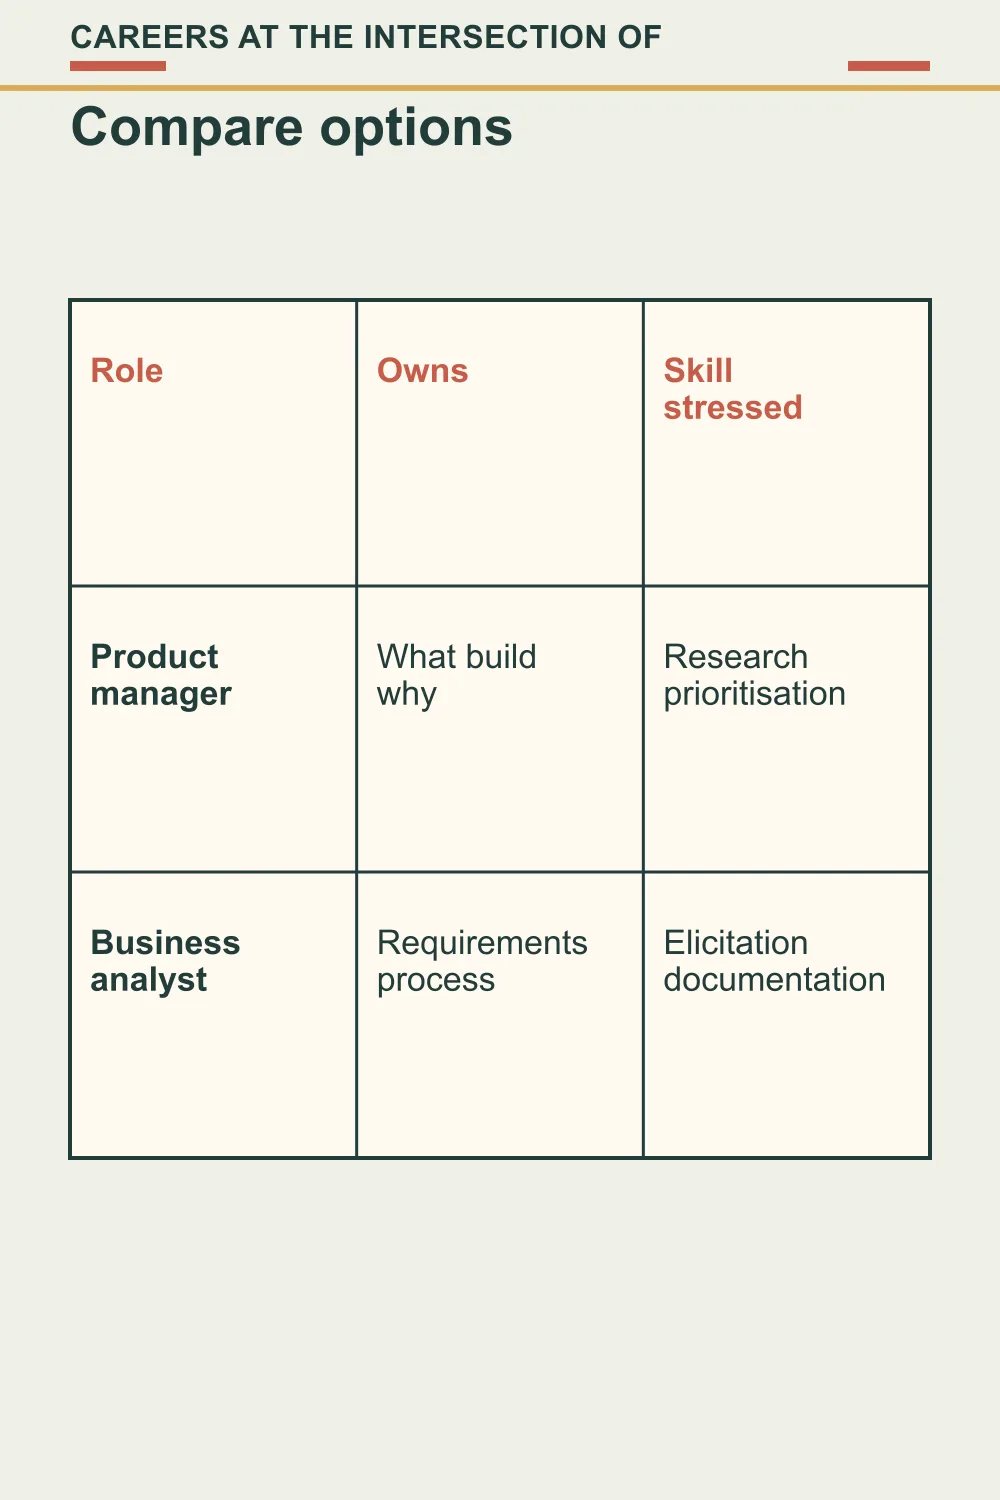 CAREERS AT THE INTERSECTION OF
Compare options
Role
Owns
Skill
stressed
Product
manager
What build
why
Research
prioritisation
Business
analyst
Requirements
process
Elicitation
documentation